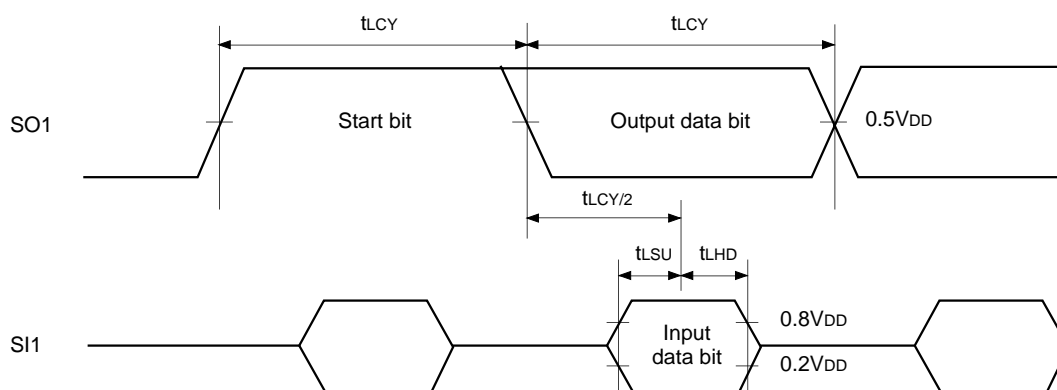 tLCY
tLCY
SO1
Start bit
Output data bit
0.5VDD
tLCY/2
tLSU
tLHD
SI1
Input
data bit
0.8VDD
0.2VDD